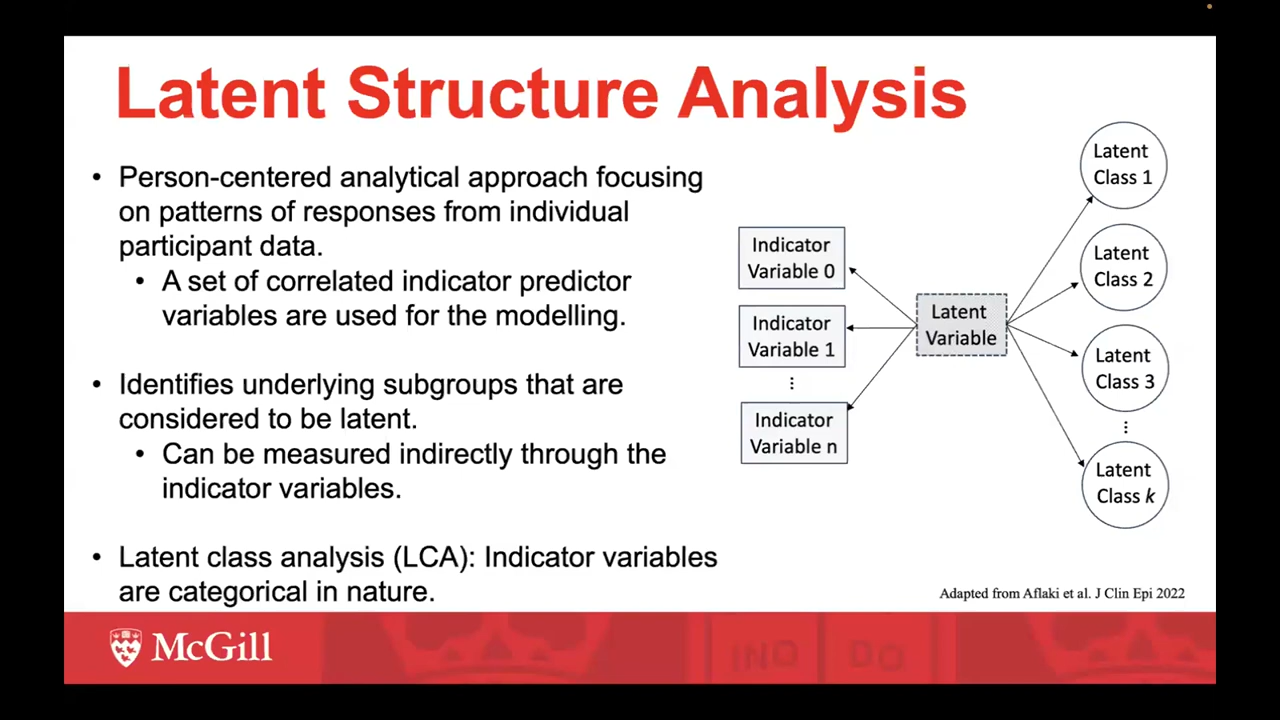 Latent Structure Analysis
• Person-centered analytical approach focusing
on patterns of responses from individual
participant data.
• A set of correlated indicator predictor
variables are used for the modelling.
• Identifies underlying subgroups that are
considered to be latent.
• Can be measured indirectly through the
indicator variables.
• Latent class analysis (LCA): Indicator variables
are categorical in nature.
Indicator
Variable 0
Indicator
Variable 1
⋮
Indicator
Variable n
Latent
Variable
Latent
Class 1
Latent
Class 2
Latent
Class 3
⋮
Latent
Class k
Adapted from Aflaki et al. J Clin Epi 2022
McGill
IN DO